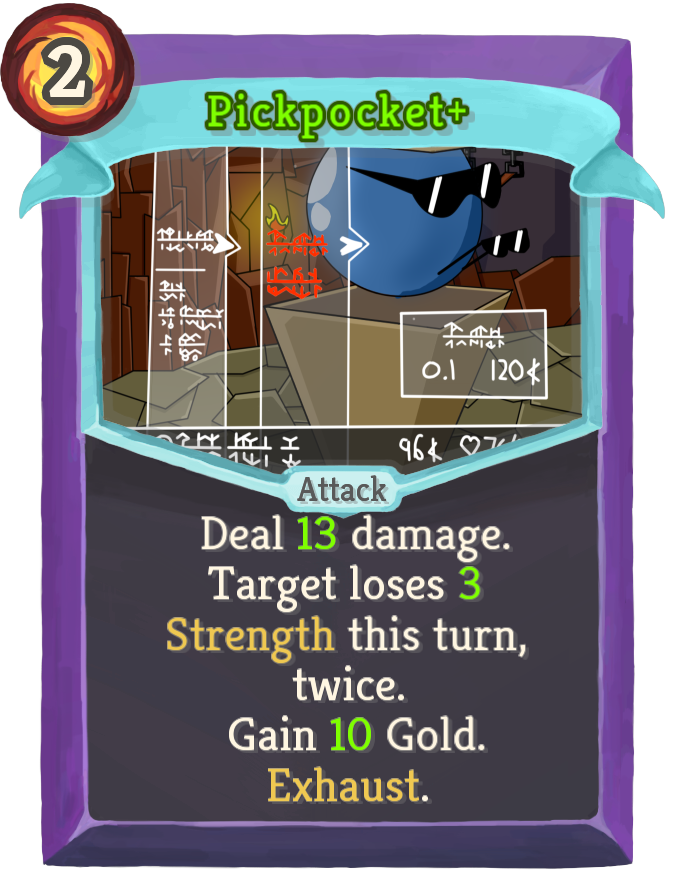 2
Pickpocket+
0.1 120
96
Attack
Deal 13 damage.
Target loses 3
Strength this turn,
twice.
Gain 10 Gold.
Exhaust.